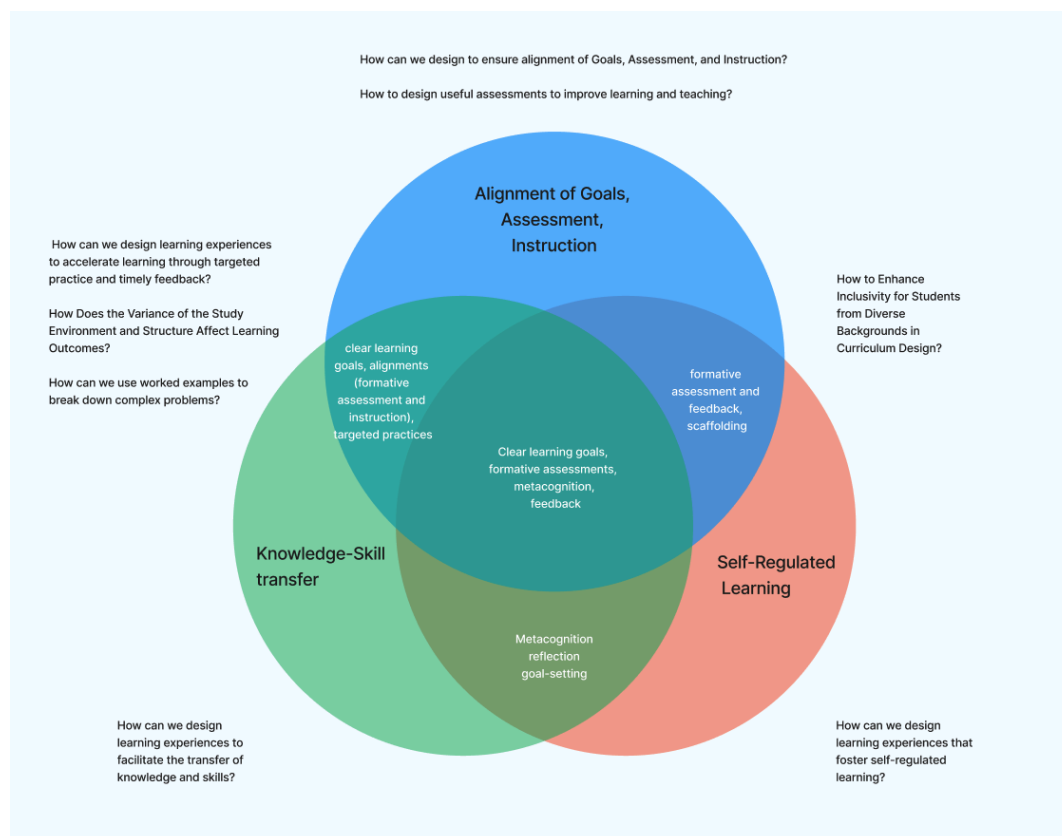 How can we design to ensure alignment of Goals, Assessment, and Instruction?
How to design useful assessments to improve learning and teaching?
Alignment of Goals,
Assessment,
Instruction
How can we design learning experiences
to accelerate learning through targeted
practice and timely feedback?
How Does the Variance of the Study
Environment and Structure Affect Learning
Outcomes?
How can we use worked examples to
break down complex problems?
How to Enhance
Inclusivity for Students
from Diverse
Backgrounds in
Curriculum Design?
clear learning
goals, alignments
(formative
assessment and
instruction),
targeted practices
formative
assessment and
feedback,
scaffolding
Clear learning goals,
formative assessments,
metacognition,
feedback
Knowledge-Skill
transfer
Self-Regulated
Learning
Metacognition
reflection
goal-setting
How can we design
learning experiences to
facilitate the transfer of
knowledge and skills?
How can we design
learning experiences that
foster self-regulated
learning?